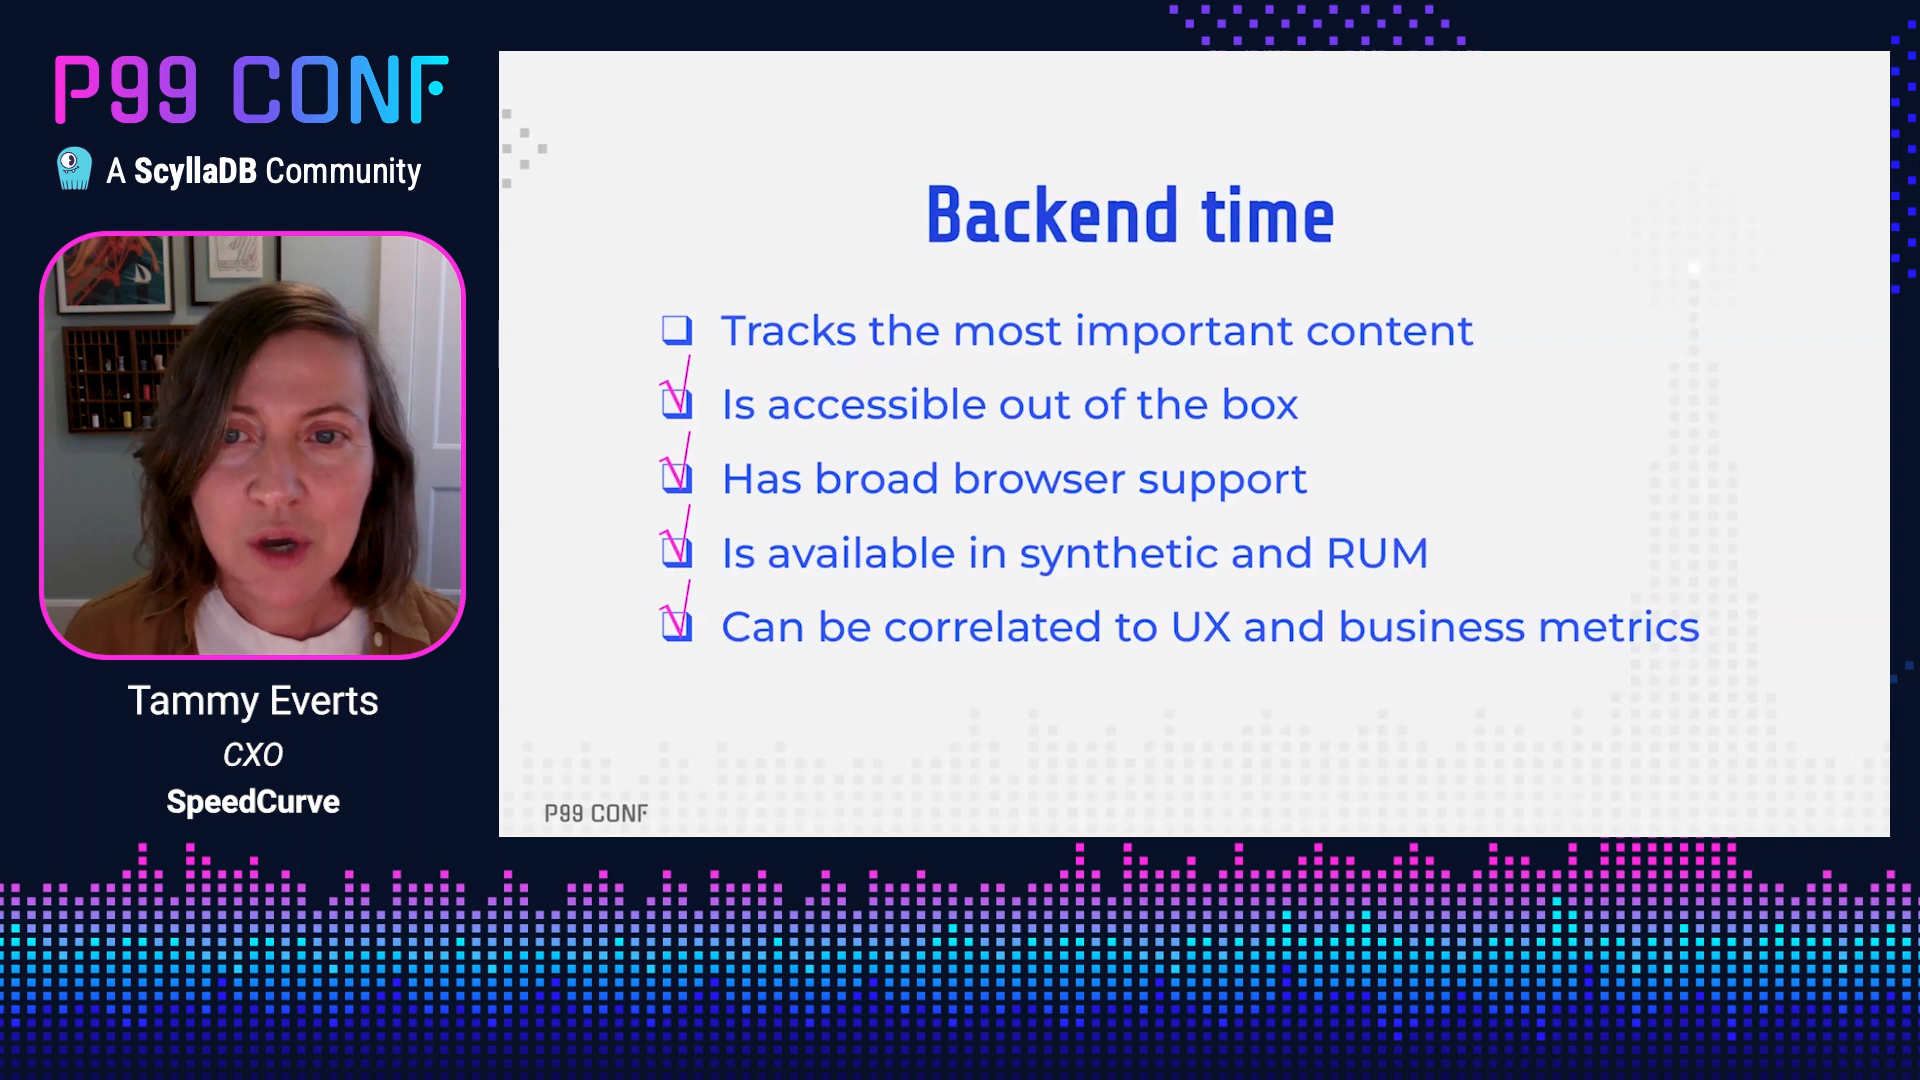 P99 CONF
A ScyllaDB Community
Tammy Everts
CXO
SpeedCurve
Backend time
Tracks the most important content
Is accessible out of the box
Has broad browser support
Is available in synthetic and RUM
Can be correlated to UX and business metrics
P99 CONF